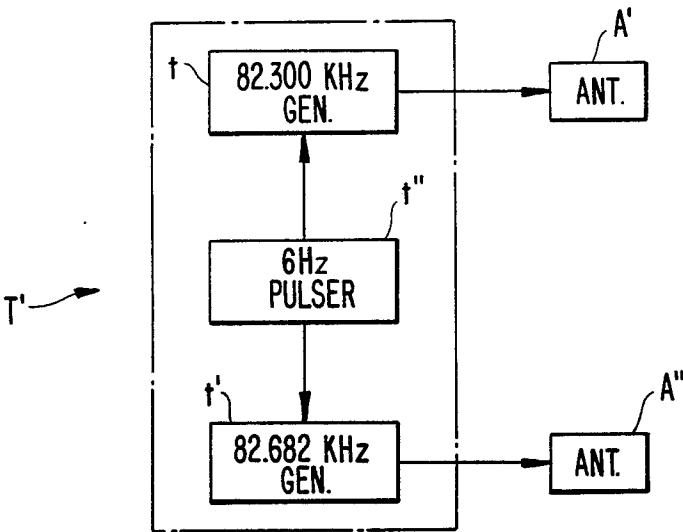 t
82.300 KHz
GEN.
A'
ANT.
t"
6Hz
PULSER
T'
t'
82.682 KHz
GEN.
A"
ANT.